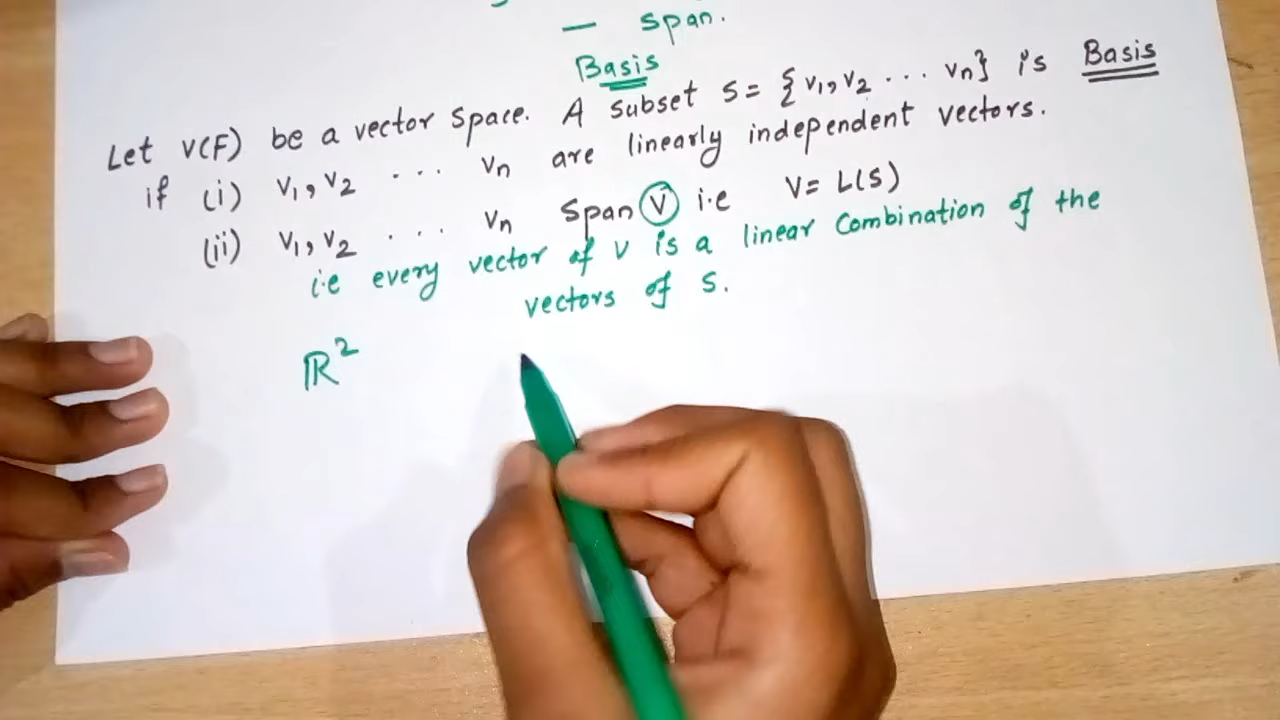 — span.
Basis
Let V(F) be a vector space. A subset S = {v₁, v₂ ... vₙ} is Basis
if (i) v₁, v₂ ... vₙ are linearly independent vectors.
(ii) v₁, v₂ ... vₙ span V i.e V = L(S)
i.e every vector of V is a linear combination of the
vectors of S.
ℝ²